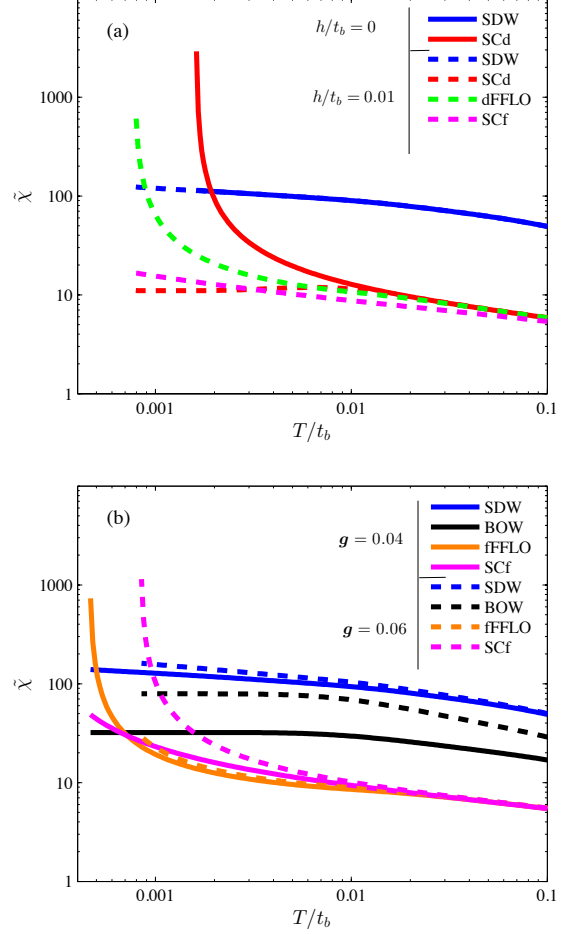 (a)
h/t_b = 0
h/t_b = 0.01
SDW
SCd
SDW
SCd
dFFLO
SCf
1000
100
10
1
χ̃
0.001
0.01
0.1
T/t_b
(b)
g = 0.04
g = 0.06
SDW
BOW
fFFLO
SCf
SDW
BOW
fFFLO
SCf
1000
100
10
1
χ̃
0.001
0.01
0.1
T/t_b